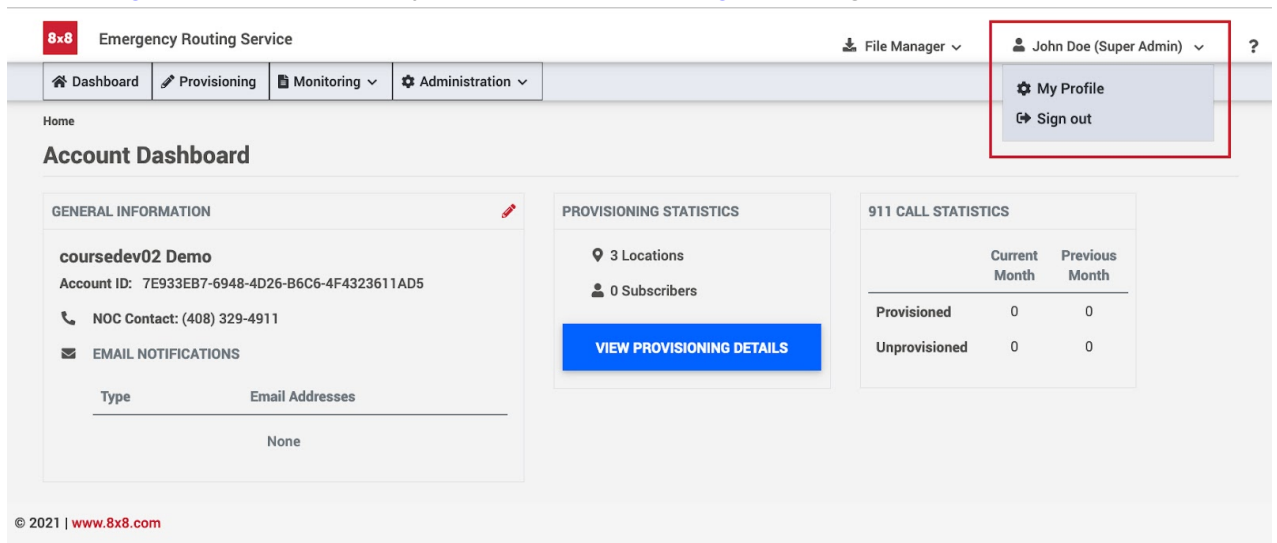 8x8 Emergency Routing Service
File Manager
John Doe (Super Admin)
?
Dashboard
Provisioning
Monitoring
Administration
My Profile
Sign out
Home
Account Dashboard
GENERAL INFORMATION
coursedev02 Demo
Account ID: 7E933EB7-6948-4D26-B6C6-4F4323611AD5
NOC Contact: (408) 329-4911
EMAIL NOTIFICATIONS
Type Email Addresses
None
PROVISIONING STATISTICS
3 Locations
0 Subscribers
VIEW PROVISIONING DETAILS
911 CALL STATISTICS
Current Month
Previous Month
Provisioned 0 0
Unprovisioned 0 0
© 2021 | www.8x8.com